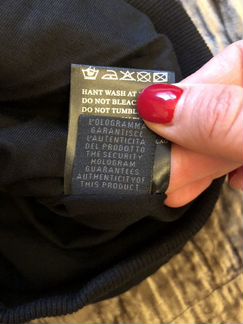 HANT WASH AT
DO NOT BLEAC
DO NOT TUMBL
L'OLOGRAMMA
GARANTISCE
L'AUTENTICITA
DEL PRODOTTO
THE SECURITY
HOLOGRAM
GUARANTEES
AUTHENTICITY OF
THIS PRODUCT